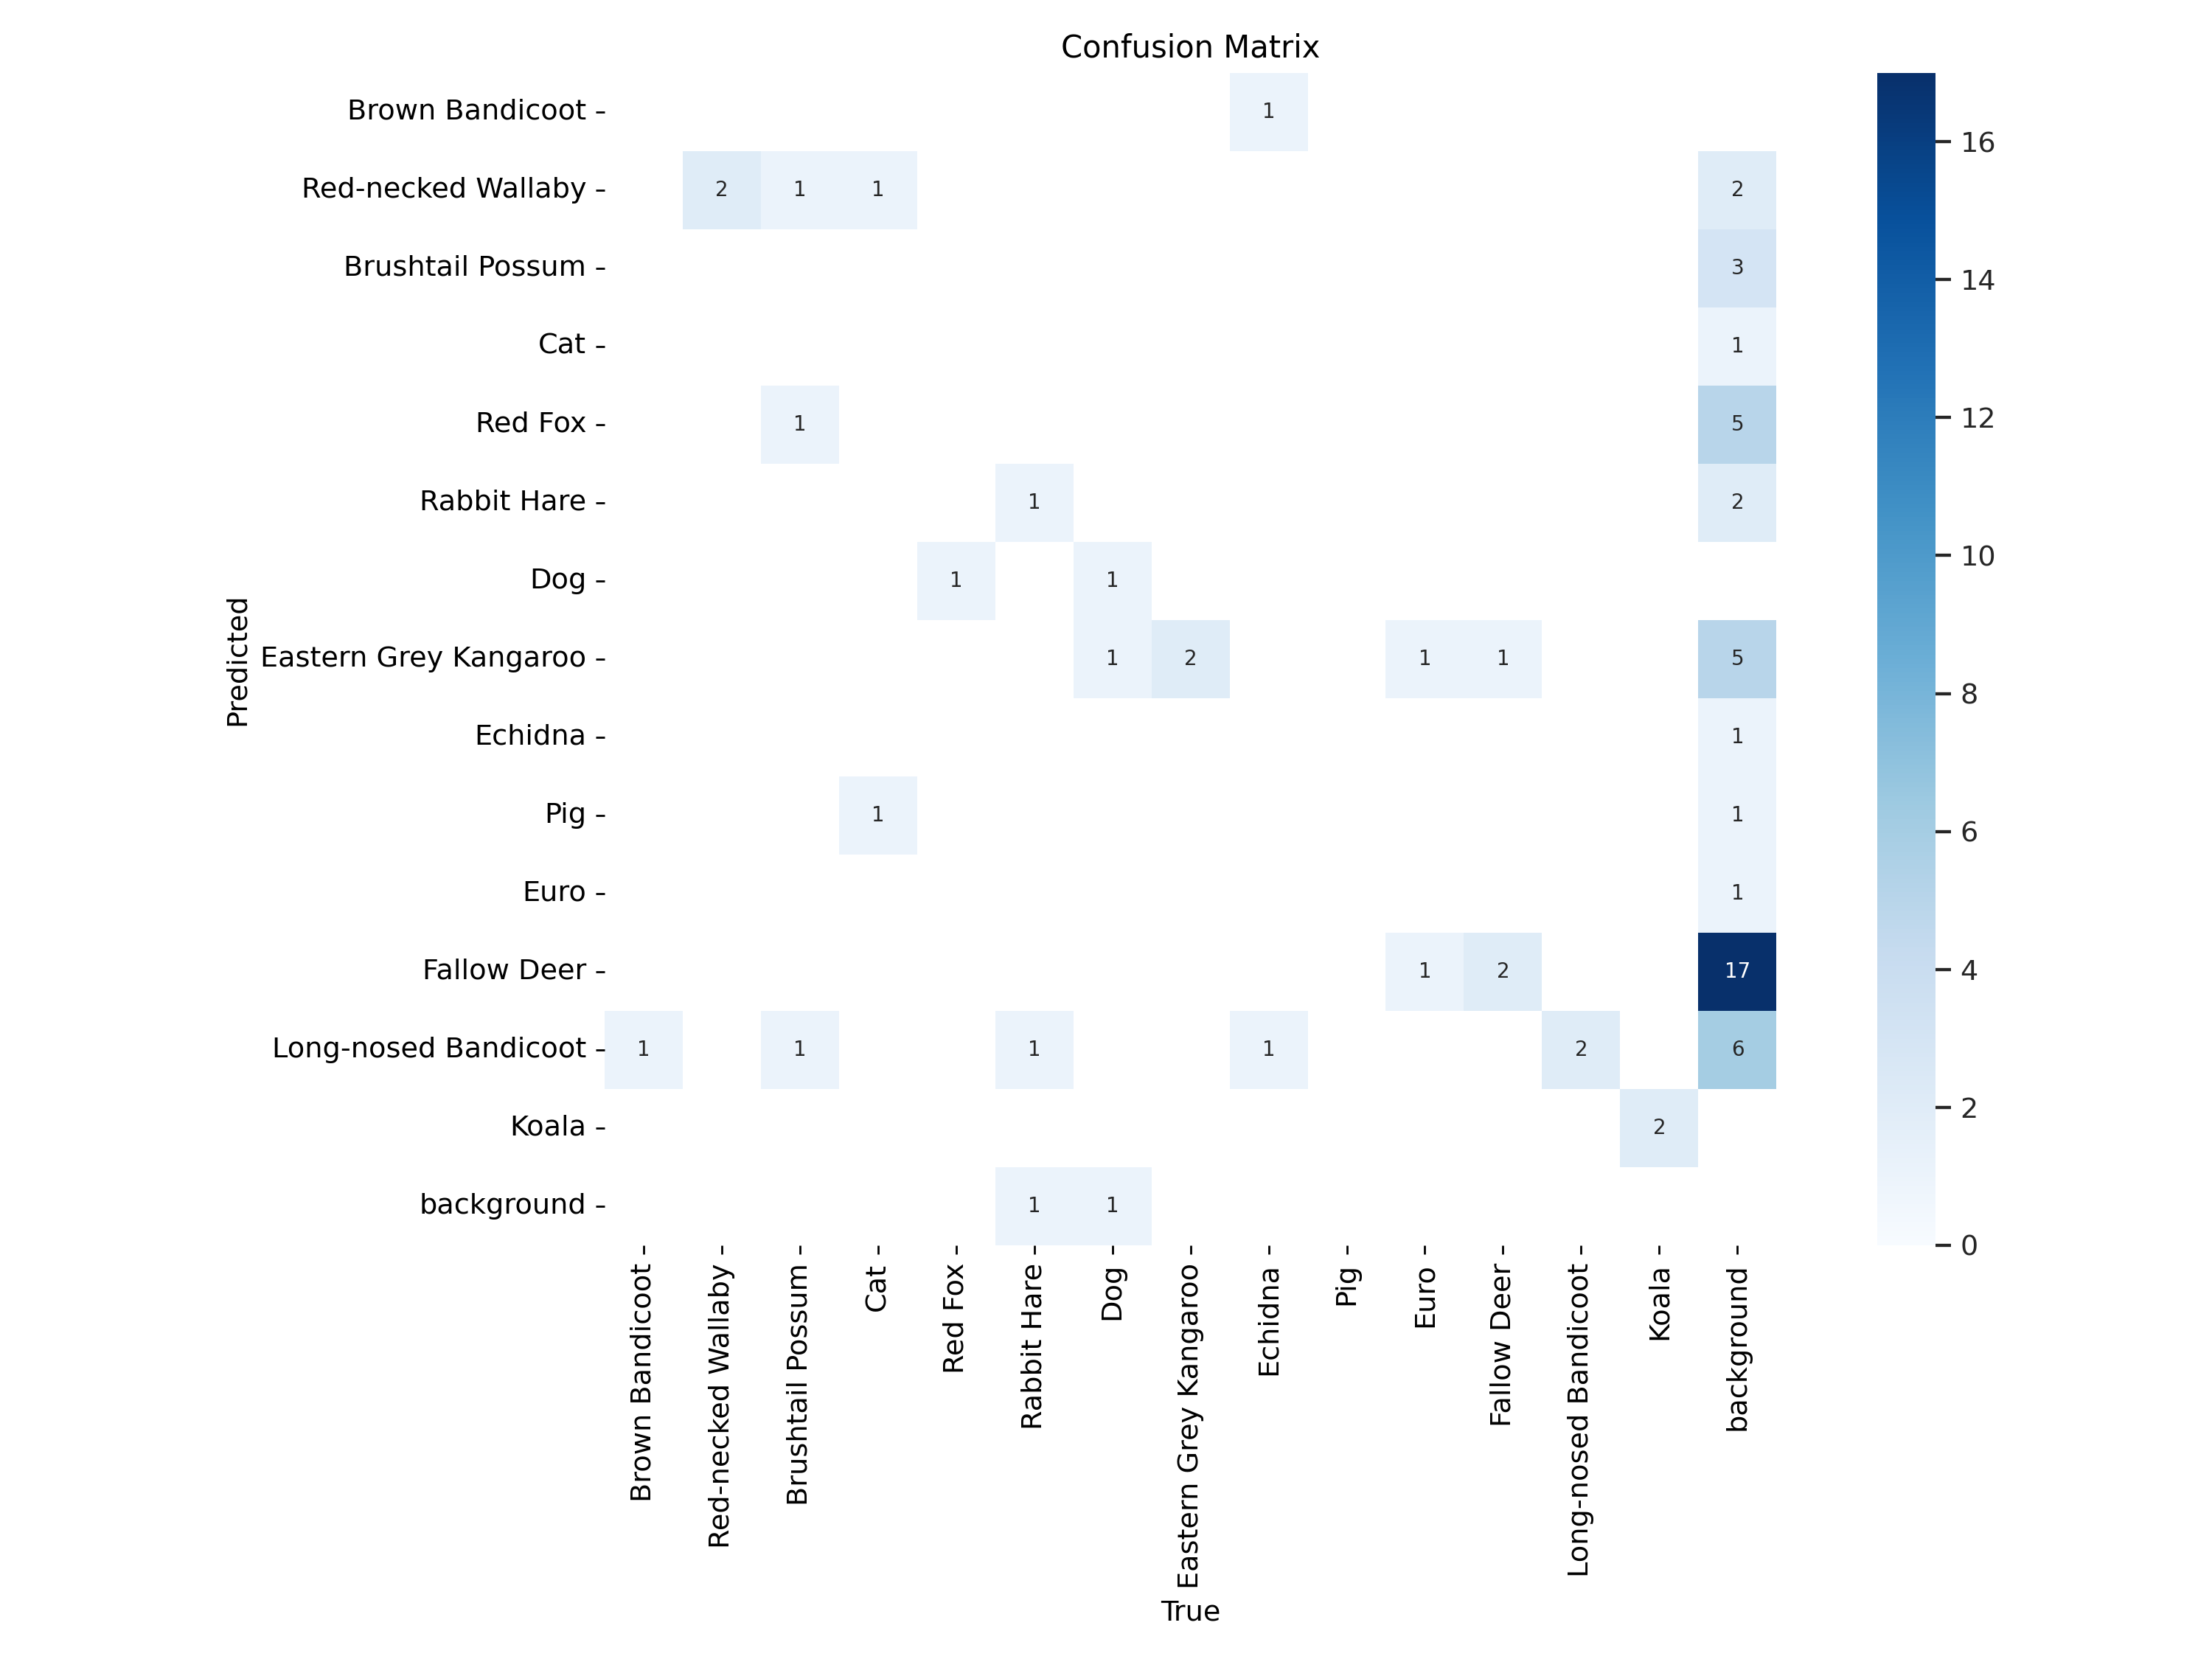 Confusion Matrix
Brown Bandicoot 1
Red-necked Wallaby 2 1 1 2
Brushtail Possum 3
Cat 1
Red Fox 1 5
Rabbit Hare 1 2
Dog 1 1
Eastern Grey Kangaroo 1 2 1 1 5
Echidna 1
Pig 1 1
Euro 1
Fallow Deer 1 2 17
Long-nosed Bandicoot 1 1 1 1 2 6
Koala 2
background 1 1
Predicted
Brown Bandicoot
Red-necked Wallaby
Brushtail Possum
Cat
Red Fox
Rabbit Hare
Dog
Eastern Grey Kangaroo
Echidna
Pig
Euro
Fallow Deer
Long-nosed Bandicoot
Koala
background
True
16
14
12
10
8
6
4
2
0